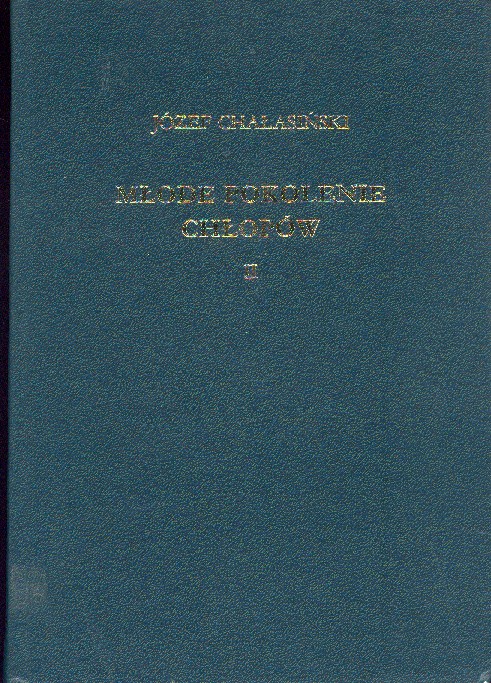 JÓZEF CHAŁASIŃSKI
MŁODE POKOLENIE
CHŁOPÓW
II